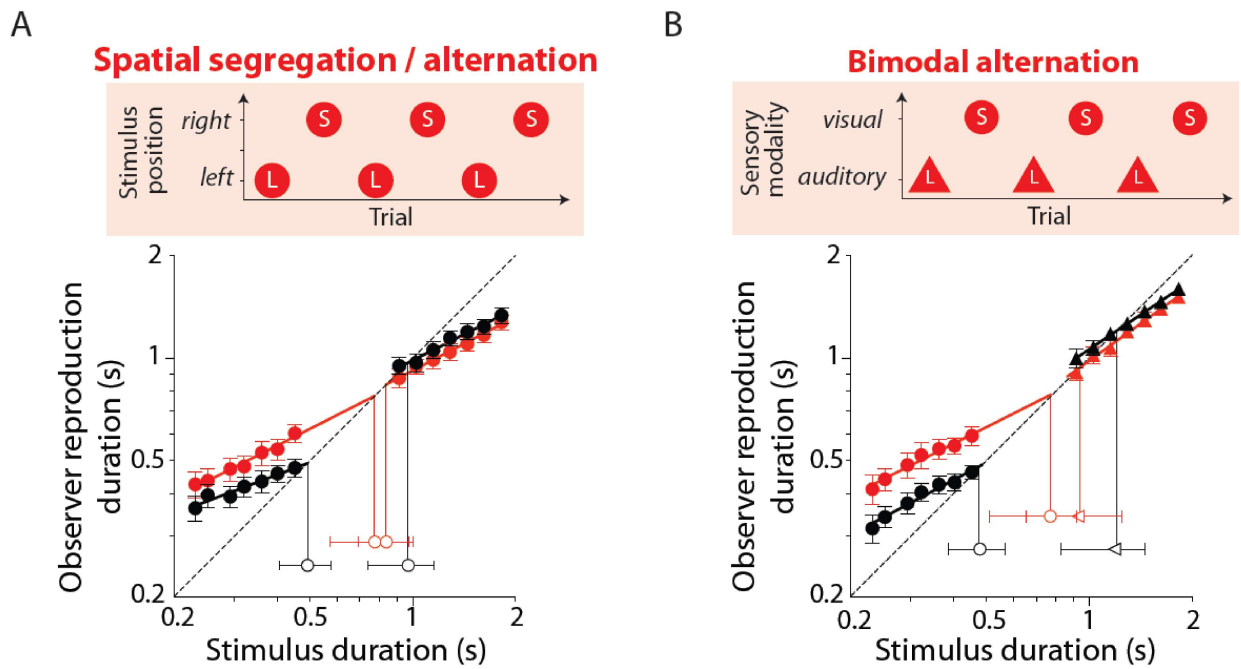 A
Spatial segregation / alternation
Stimulus
position
right
left
S S S
L L L
Trial
Observer reproduction
duration (s)
2
1
0.5
0.2
0.2 0.5 1 2
Stimulus duration (s)
B
Bimodal alternation
Sensory
modality
visual
auditory
S S S
L L L
Trial
Observer reproduction
duration (s)
2
1
0.5
0.2
0.2 0.5 1 2
Stimulus duration (s)